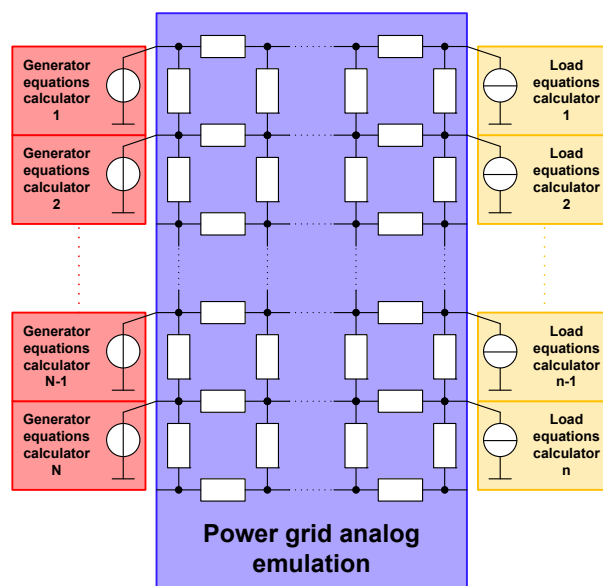 Generator
equations
calculator
1
Load
equations
calculator
1
Generator
equations
calculator
2
Load
equations
calculator
2
Generator
equations
calculator
N-1
Load
equations
calculator
n-1
Generator
equations
calculator
N
Load
equations
calculator
n
Power grid analog
emulation